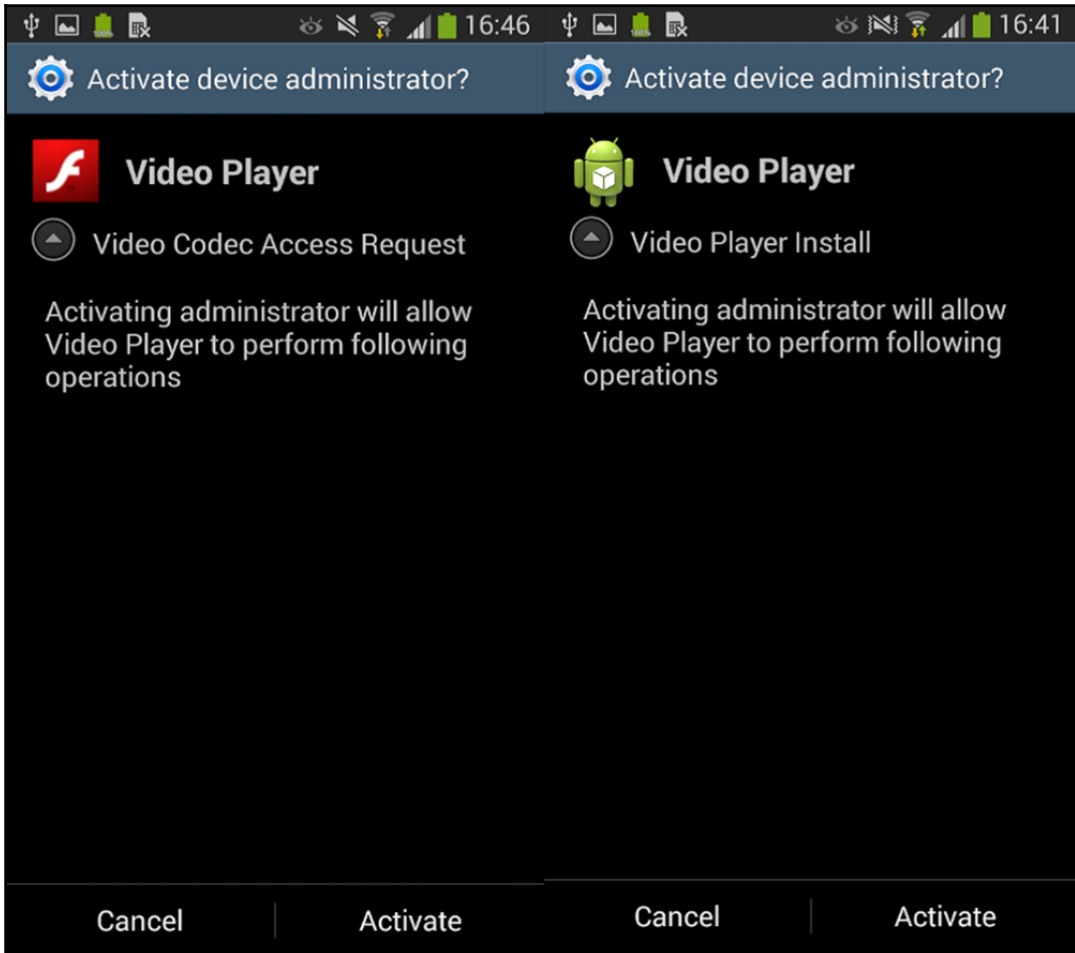 16:46
Activate device administrator?
Video Player
Video Codec Access Request
Activating administrator will allow
Video Player to perform following
operations
Cancel
Activate
16:41
Activate device administrator?
Video Player
Video Player Install
Activating administrator will allow
Video Player to perform following
operations
Cancel
Activate